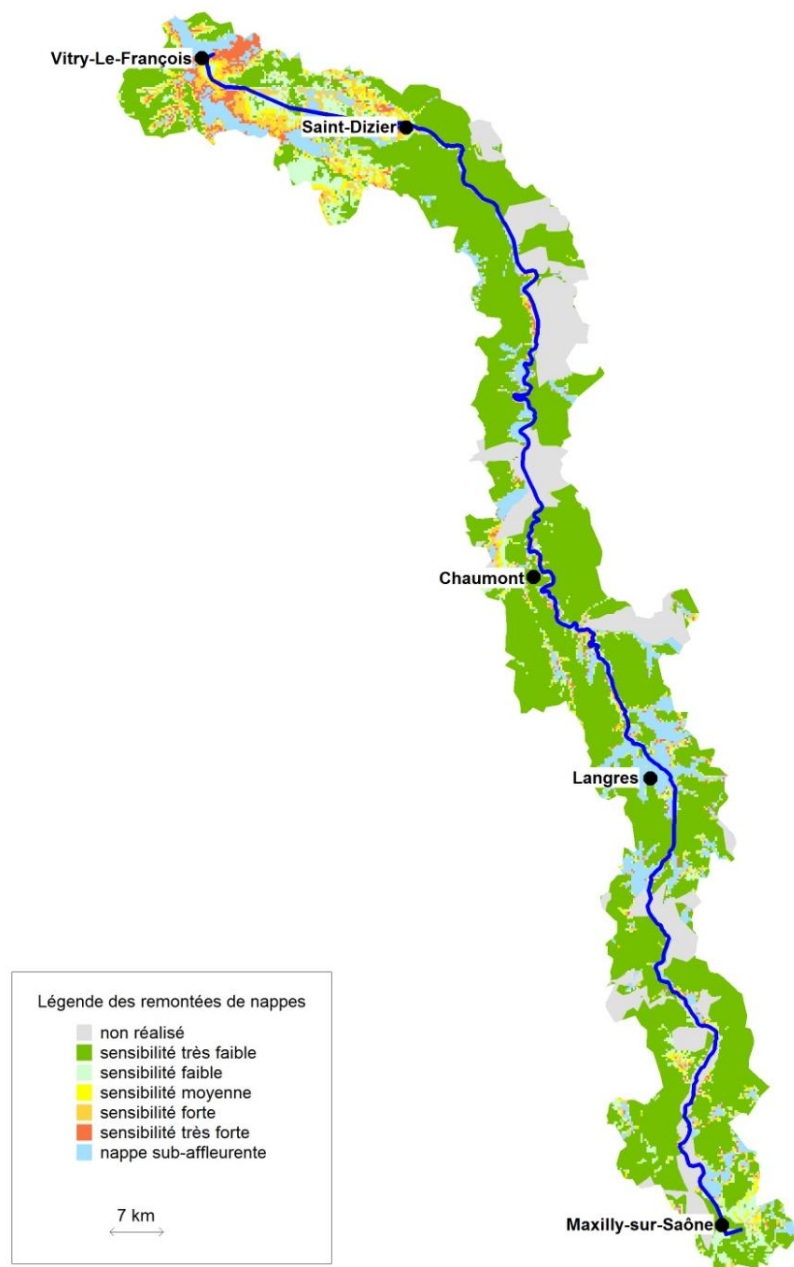 Vitry-Le-François
Saint-Dizier
Chaumont
Langres
Légende des remontées de nappes
non réalisé
sensibilité très faible
sensibilité faible
sensibilité moyenne
sensibilité forte
sensibilité très forte
nappe sub-affleurente
7 km
Maxilly-sur-Saône